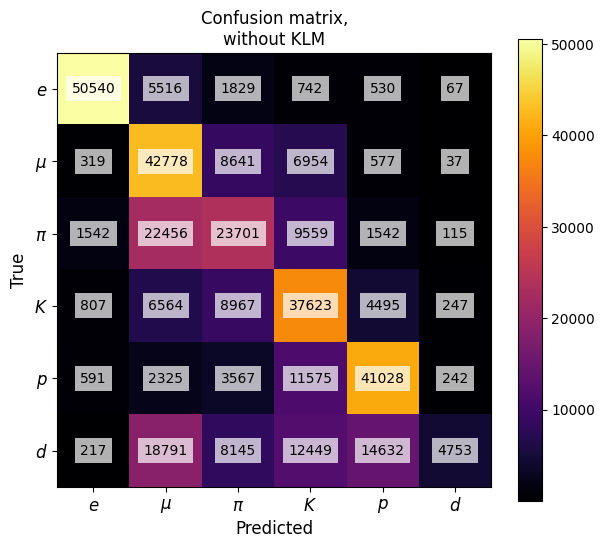 Confusion matrix,
without KLM
True
e 50540 5516 1829 742 530 67
μ 319 42778 8641 6954 577 37
π 1542 22456 23701 9559 1542 115
K 807 6564 8967 37623 4495 247
p 591 2325 3567 11575 41028 242
d 217 18791 8145 12449 14632 4753
e μ π K p d
Predicted
50000
40000
30000
20000
10000